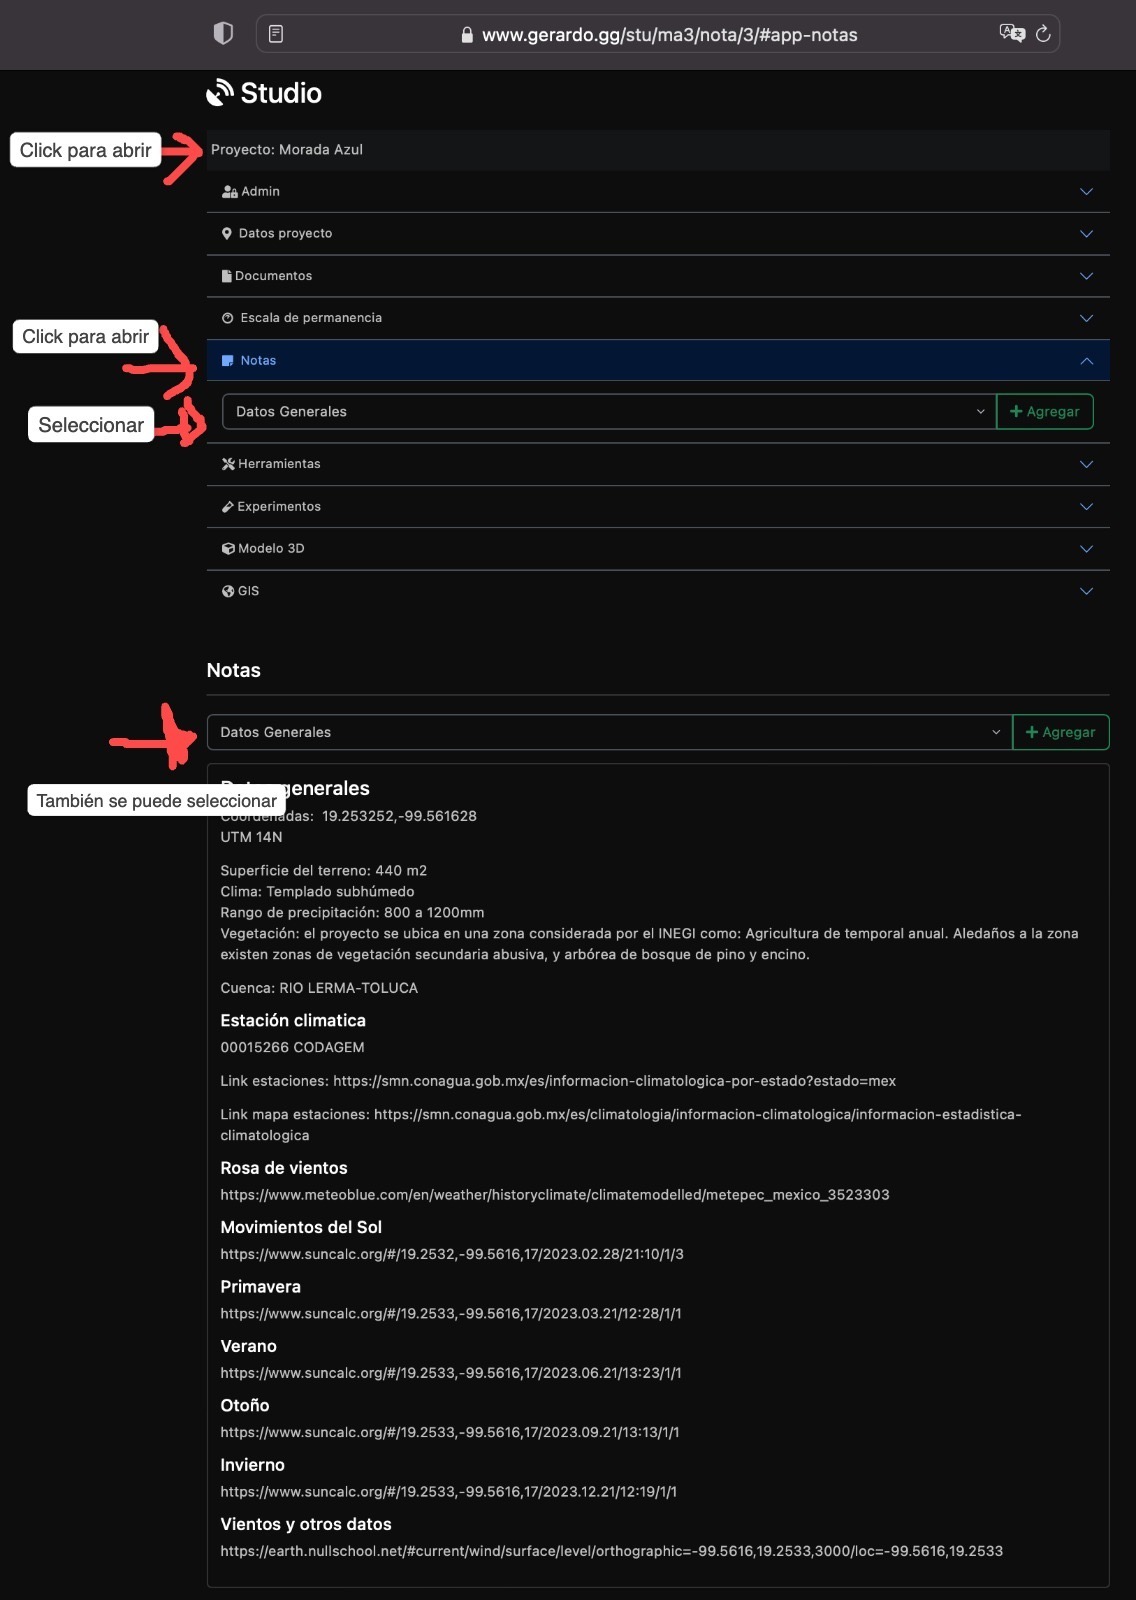 www.gerardo.gg/stu/ma3/nota/3/#app-notas
Studio
Click para abrir
Proyecto: Morada Azul
Admin
Datos proyecto
Documentos
Escala de permanencia
Click para abrir
Notas
Seleccionar
Datos Generales
+ Agregar
Herramientas
Experimentos
Modelo 3D
GIS
Notas
Datos Generales
+ Agregar
generales
También se puede seleccionar
Coordenadas: 19.253252,-99.561628
UTM 14N
Superficie del terreno: 440 m2
Clima: Templado subhúmedo
Rango de precipitación: 800 a 1200mm
Vegetación: el proyecto se ubica en una zona considerada por el INEGI como: Agricultura de temporal anual. Aledaños a la zona
existen zonas de vegetación secundaria abusiva, y arbórea de bosque de pino y encino.
Cuenca: RIO LERMA-TOLUCA
Estación climatica
00015266 CODAGEM
Link estaciones: https://smn.conagua.gob.mx/es/informacion-climatologica-por-estado?estado=mex
Link mapa estaciones: https://smn.conagua.gob.mx/es/climatologia/informacion-climatologica/informacion-estadistica-
climatologica
Rosa de vientos
https://www.meteoblue.com/en/weather/historyclimate/climatemodelled/metepec_mexico_3523303
Movimientos del Sol
https://www.suncalc.org/#/19.2532,-99.5616,17/2023.02.28/21:10/1/3
Primavera
https://www.suncalc.org/#/19.2533,-99.5616,17/2023.03.21/12:28/1/1
Verano
https://www.suncalc.org/#/19.2533,-99.5616,17/2023.06.21/13:23/1/1
Otoño
https://www.suncalc.org/#/19.2533,-99.5616,17/2023.09.21/13:13/1/1
Invierno
https://www.suncalc.org/#/19.2533,-99.5616,17/2023.12.21/12:19/1/1
Vientos y otros datos
https://earth.nullschool.net/#current/wind/surface/level/orthographic=-99.5616,19.2533,3000/loc=-99.5616,19.2533